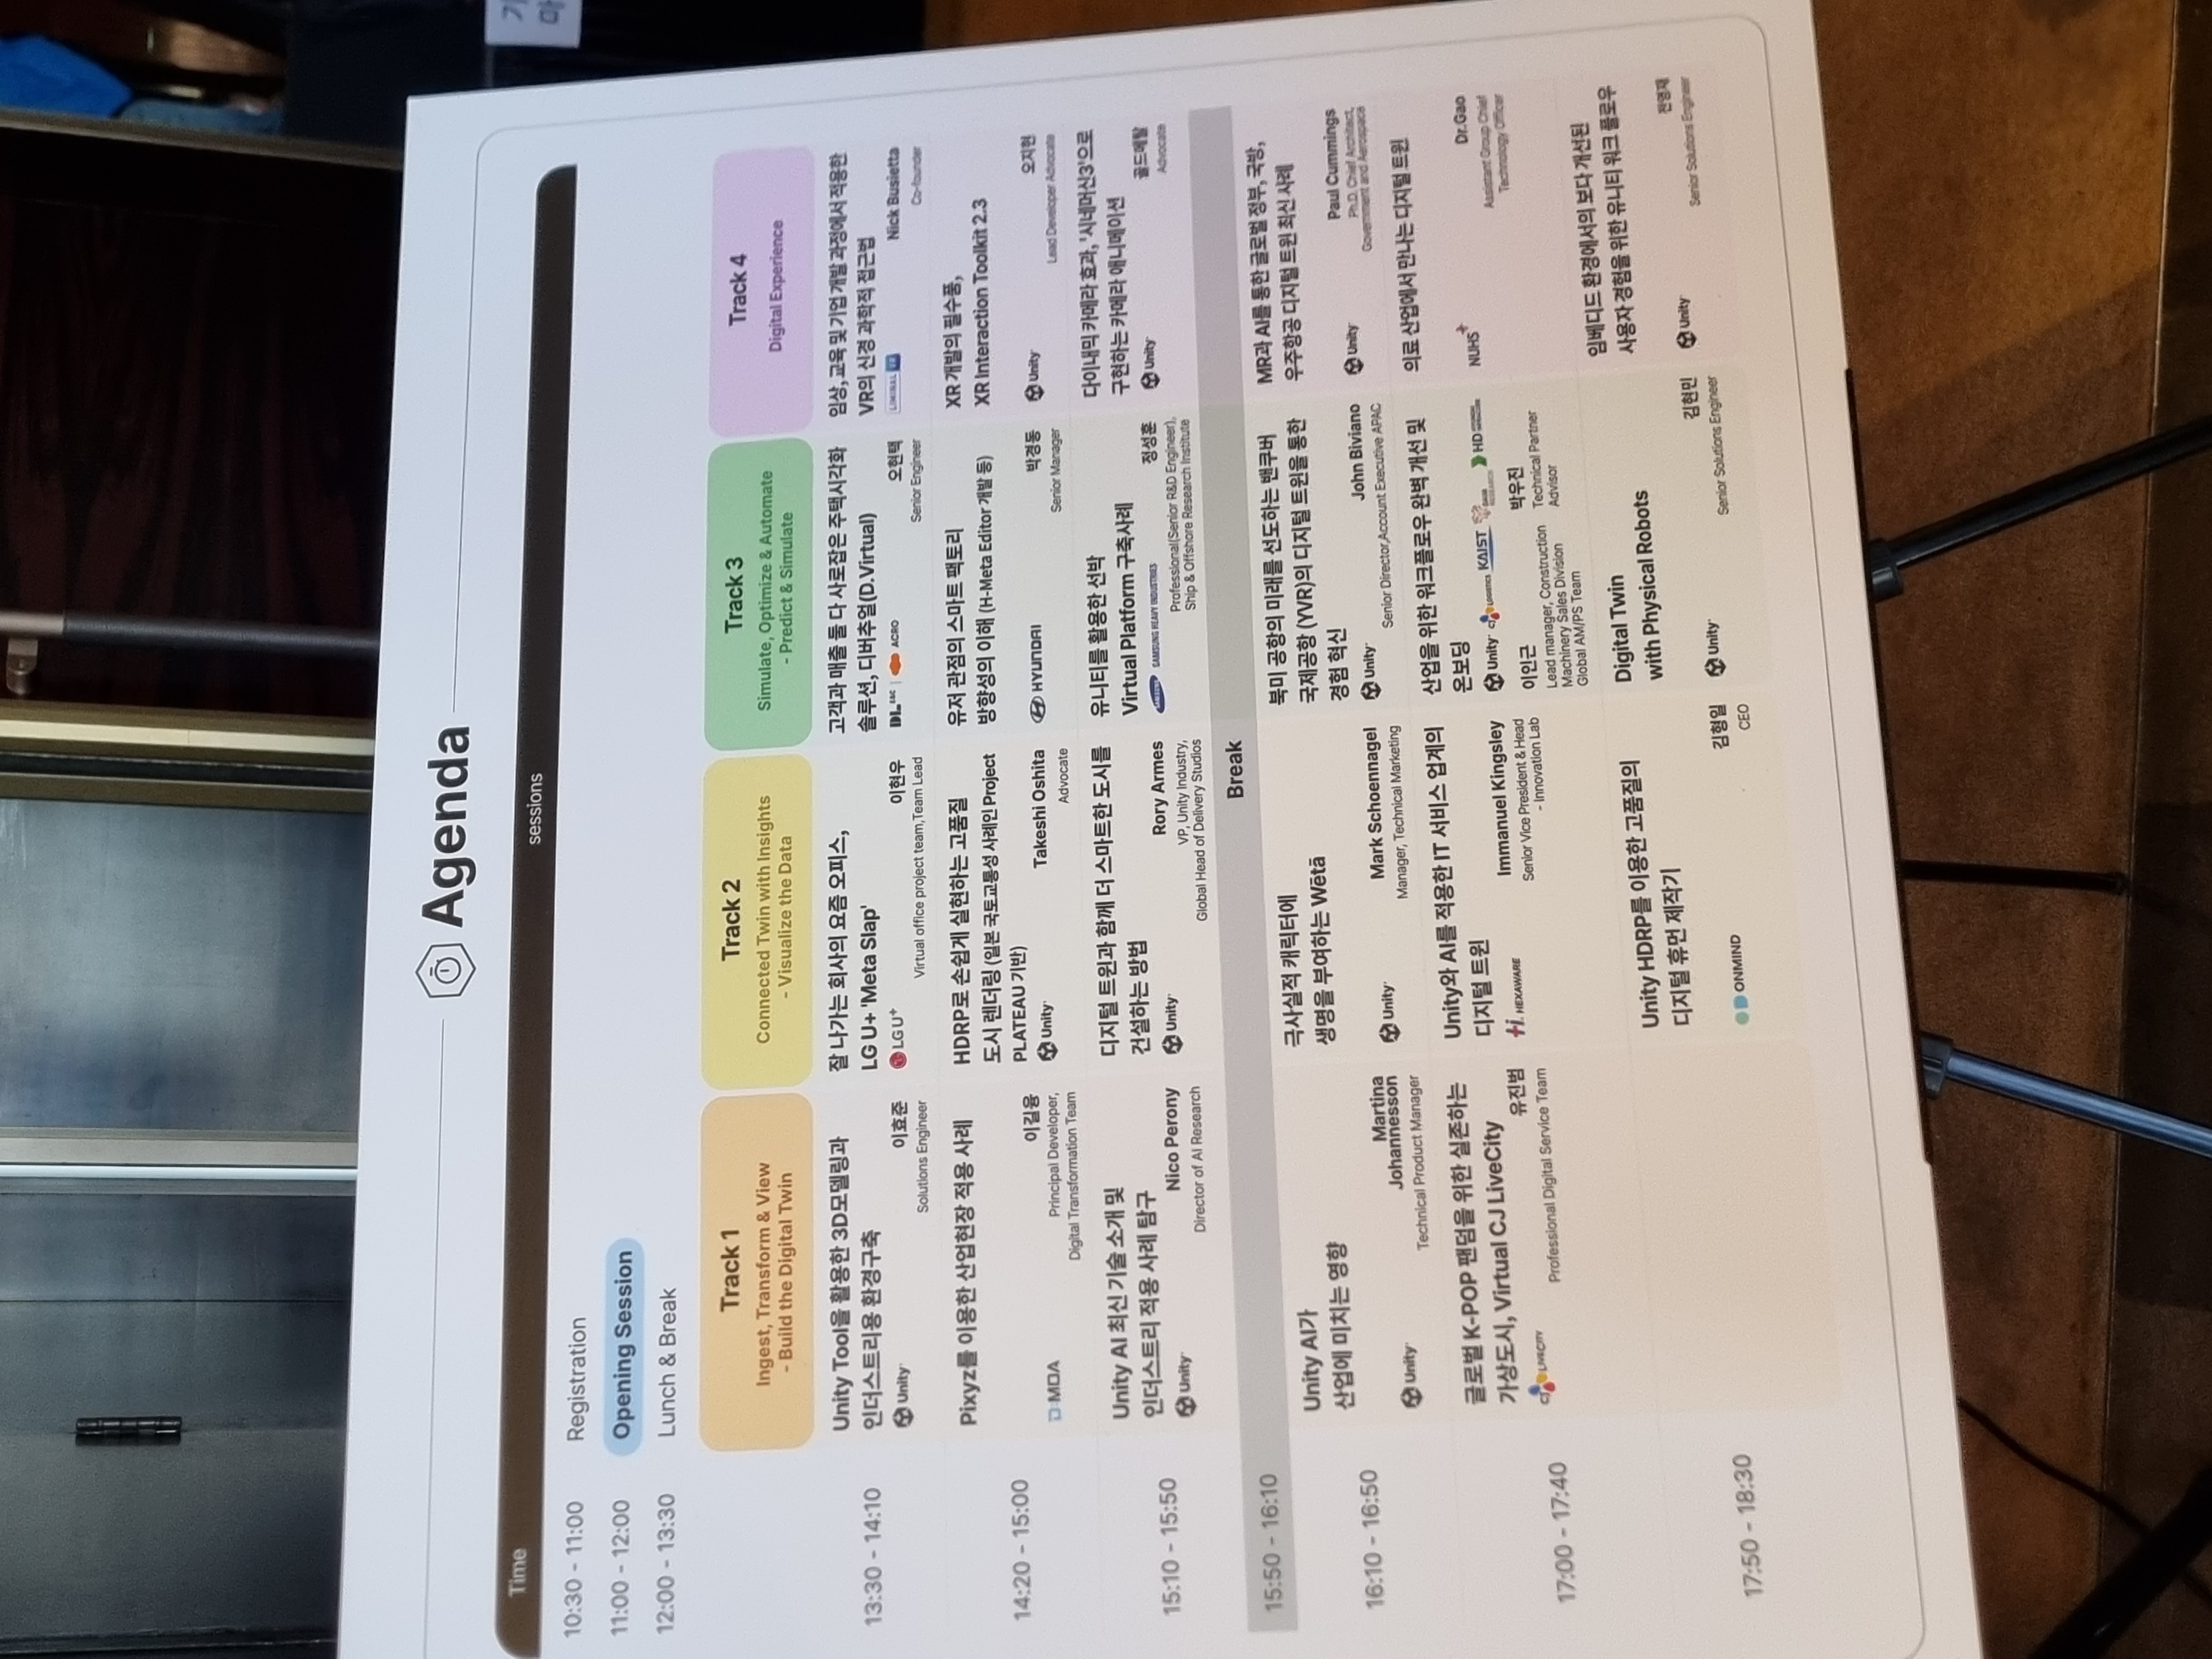 Agenda
Time
sessions
10:30 - 11:00
Registration
11:00 - 12:00
Opening Session
12:00 - 13:30
Lunch & Break
Track 1
Ingest, Transform & View
- Build the Digital Twin
Track 2
Connected Twin with Insights
- Visualize the Data
Track 3
Simulate, Optimize & Automate
- Predict & Simulate
Track 4
Digital Experience
13:30 - 14:10
Unity Tool을 활용한 3D모델링과
인더스트리용 환경구축
Unity
이효준
Solutions Engineer
잘 나가는 회사의 요즘 오피스,
LG U+ 'Meta Slap'
LG U+
이현우
Virtual office project team,Team Lead
고객과 매출 둘 다 사로잡은 주택시각화
솔루션, 디버추얼(D.Virtual)
DL E&C | ACRO
오현택
Senior Engineer
임상, 교육 및 기업 개발 과정에서 적용한
VR의 신경 과학적 접근법
LIMINAL VR
Nick Busietta
Co-founder
14:20 - 15:00
Pixyz를 이용한 산업현장 적용 사례
D:MOA
이길융
Principal Developer,
Digital Transformation Team
HDRP로 손쉽게 실현하는 고품질
도시 렌더링 (일본 국토교통성 사례인 Project
PLATEAU 기반)
Unity
Takeshi Oshita
Advocate
유저 관점의 스마트 팩토리
방향성의 이해 (H-Meta Editor 개발 등)
HYUNDAI
박경동
Senior Manager
XR 개발의 필수품,
XR Interaction Toolkit 2.3
Unity
오지현
Lead Developer Advocate
15:10 - 15:50
Unity AI 최신 기술 소개 및
인더스트리 적용 사례 탐구
Unity
Nico Perony
Director of AI Research
디지털 트윈과 함께 더 스마트한 도시를
건설하는 방법
Unity
Rory Armes
VP, Unity Industry,
Global Head of Delivery Studios
유니티를 활용한 선박
Virtual Platform 구축사례
SAMSUNG SAMSUNG HEAVY INDUSTRIES
정성훈
Professional(Senior R&D Engineer),
Ship & Offshore Research Institute
다이내믹 카메라 효과, '시네머신3'으로
구현하는 카메라 애니메이션
Unity
골드메탈
Advocate
15:50 - 16:10
Break
16:10 - 16:50
Unity AI가
산업에 미치는 영향
Unity
Martina
Johannesson
Technical Product Manager
극사실적 캐릭터에
생명을 부여하는 Wētā
Unity
Mark Schoennagel
Manager, Technical Marketing
북미 공항의 미래를 선도하는 밴쿠버
국제공항 (YVR)의 디지털 트윈을 통한
경험 혁신
Unity
John Biviano
Senior Director,Account Executive APAC
MR과 AI를 통한 글로벌 정부, 국방,
우주항공 디지털 트윈 최신 사례
Unity
Paul Cummings
Ph.D, Chief Architect,
Government and Aerospace
17:00 - 17:40
글로벌 K-POP 팬덤을 위한 실존하는
가상도시, Virtual CJ LiveCity
CJ LIVECITY
유진범
Professional Digital Service Team
Unity와 AI를 적용한 IT 서비스 업계의
디지털 트윈
HEXAWARE
Immanuel Kingsley
Senior Vice President & Head
- Innovation Lab
산업을 위한 워크플로우 완벽 개선 및
온보딩
Unity CJ LOGISTICS KAIST HD
이인근
Lead manager, Construction
Machinery Sales Division
Global AM/PS Team
박우진
Technical Partner
Advisor
의료 산업에서 만나는 디지털 트윈
NUHS
Dr.Gao
Assistant Group Chief
Technology Officer
17:50 - 18:30
Unity HDRP를 이용한 고품질의
디지털 휴먼 제작기
ONMIND
김형일
CEO
Digital Twin
with Physical Robots
Unity
김현민
Senior Solutions Engineer
임베디드 환경에서의 보다 개선된
사용자 경험을 위한 유니티 워크 플로우
Unity
전영재
Senior Solutions Engineer